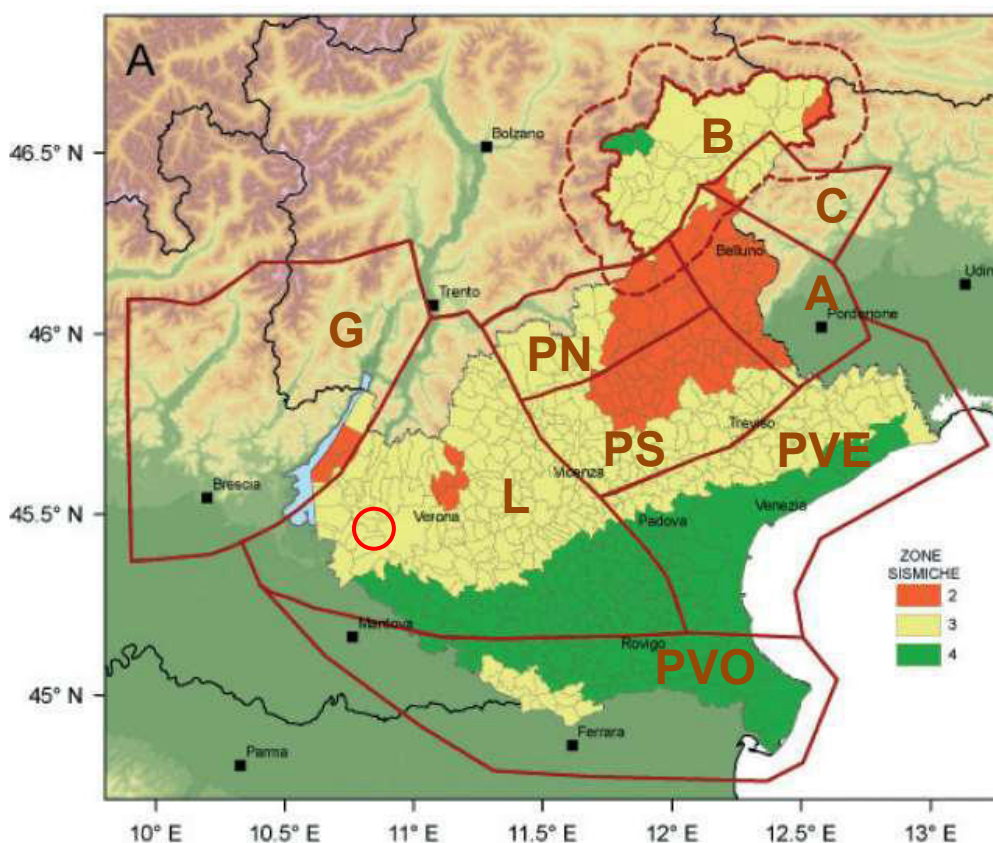 A
46.5° N
46° N
45.5° N
45° N
Bolzano
B
C
Belluno
Udin
Trento
A
Pordenone
G
PN
Treviso
PS
PVE
Vicenza
Brescia
L
Verona
Padova
Venezia
ZONE
SISMICHE
2
3
4
Mantova
Rovigo
PVO
Ferrara
Parma
10° E
10.5° E
11° E
11.5° E
12° E
12.5° E
13° E